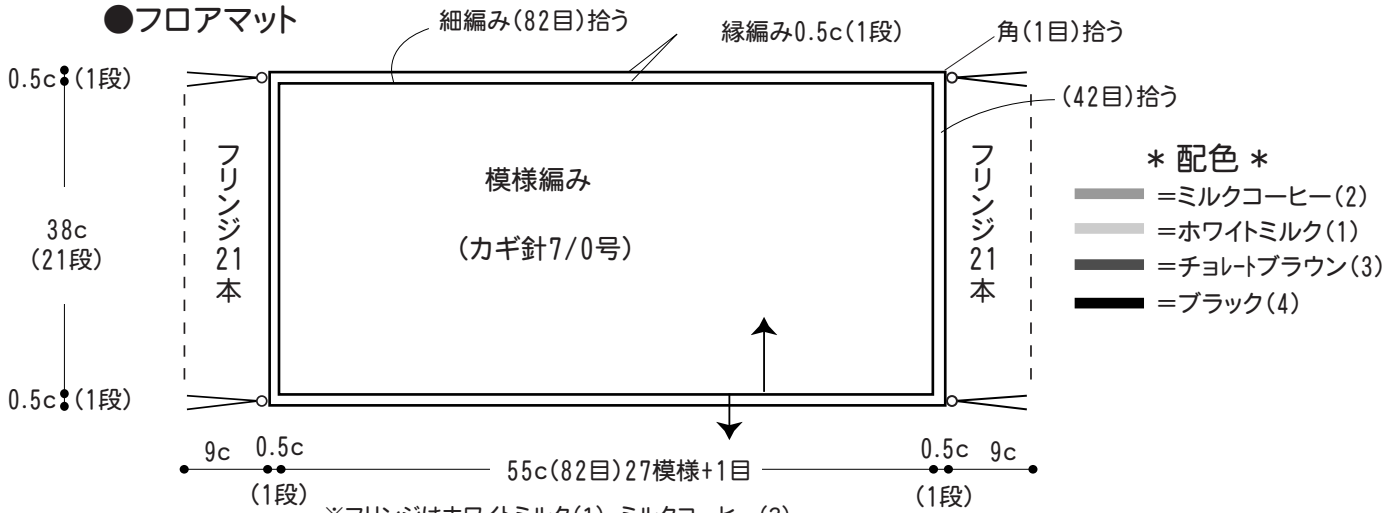 ●フロアマット
細編み(82目)拾う
縁編み0.5c(1段)
角(1目)拾う
0.5c(1段)
(42目)拾う
フリンジ21本
模様編み
(カギ針7/0号)
フリンジ21本
38c
(21段)
＊ 配色 ＊
＝ミルクコーヒー(2)
＝ホワイトミルク(1)
＝チョレートブラウン(3)
＝ブラック(4)
0.5c(1段)
9c 0.5c
(1段)
55c(82目)27模様+1目
0.5c 9c
(1段)